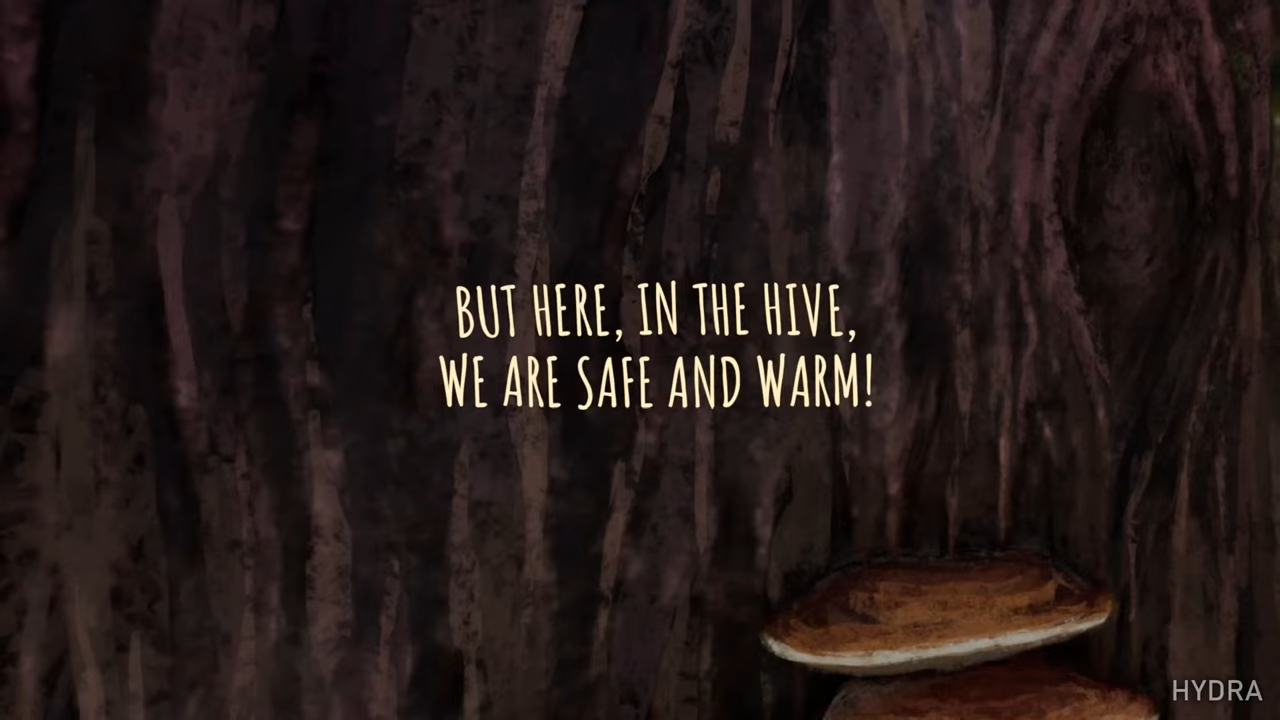 BUT HERE, IN THE HIVE,
WE ARE SAFE AND WARM!
HYDRA